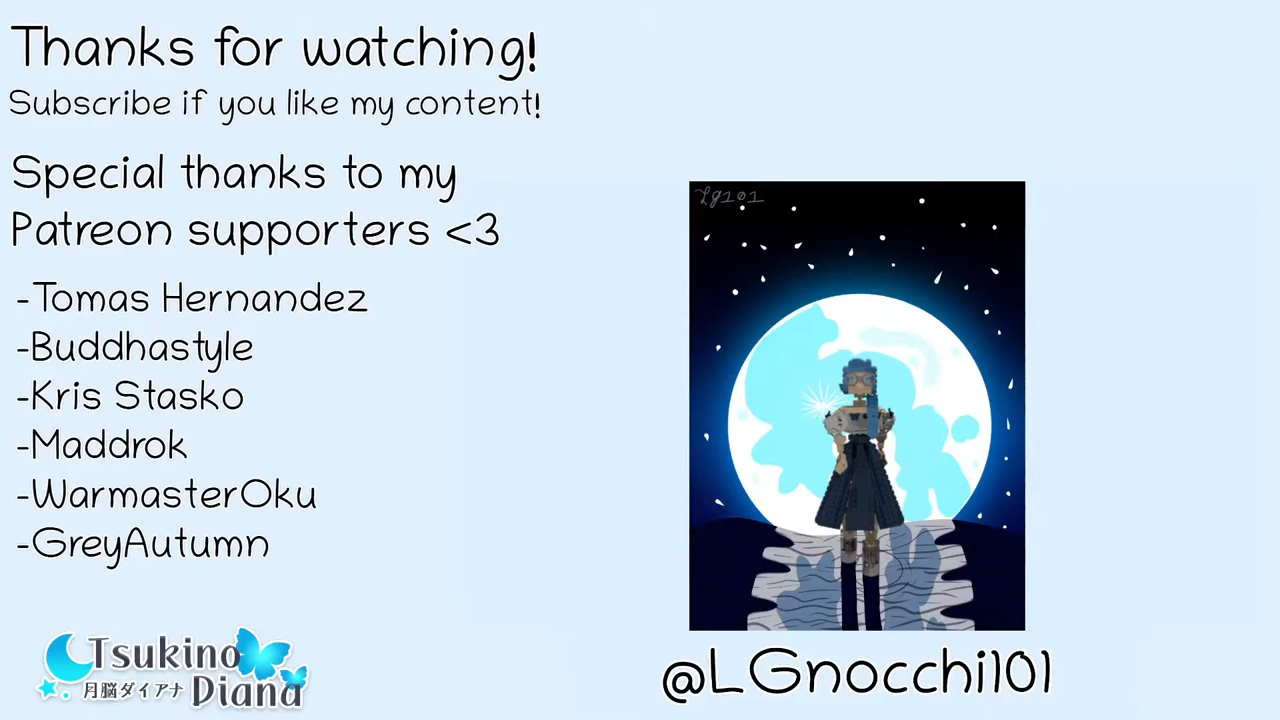 Thanks for watching!
Subscribe if you like my content!
Special thanks to my
Patreon supporters <3
-Tomas Hernandez
-Buddhastyle
-Kris Stasko
-Maddrok
-WarmasterOku
-GreyAutumn
Lg101
Tsukino
月脳ダイアナ Diana
@LGnocchi101